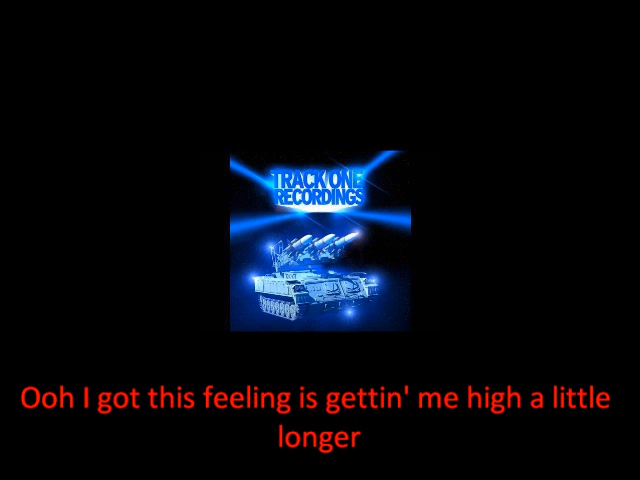 TRACK ONE
RECORDINGS
Ooh I got this feeling is gettin' me high a little
longer